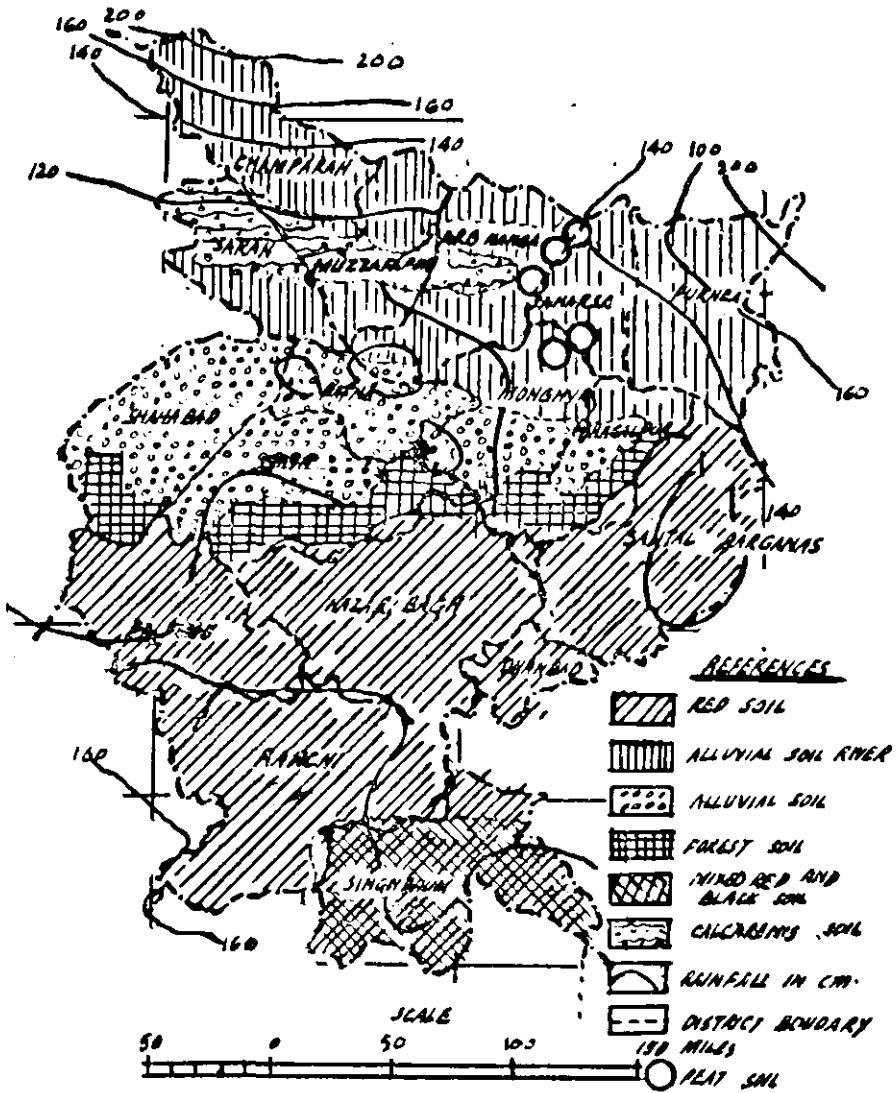 200
160
140
200
160
140
120
140
100
200
CHAMPARAN
SARAN
MUZZAFARPUR
PURNEA
160
MONGHYR
SHAHABAD
140
SANTAL PARGANAS
HAZARIBAGH
DHANBAD
RANCHI
160
SINGHBHUM
160
REFERENCES
RED SOIL
ALLUVIAL SOIL RIVER
ALLUVIAL SOIL
FOREST SOIL
MIXED RED AND
BLACK SOIL
CALCAREOUS SOIL
RAINFALL IN CM.
DISTRICT BOUDARY
SCALE
50 0 50 100 150 MILES
PEAT SOIL